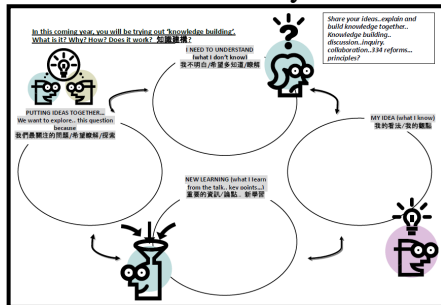 In this coming year, you will be trying out 'knowledge building'.
What is it? Why? How? Does it work? 知識建構?
Share your ideas..explain and
build knowledge together..
Knowledge building..
discussion..inquiry.
collaboration..334 reforms...
principles?
I NEED TO UNDERSTAND
(what I don't know)
我不明白/希望多知道/瞭解
PUTTING IDEAS TOGETHER...
We want to explore.. this question
because
我們最關注的問題/希望瞭解/探索
MY IDEA (what I know)
我的看法/我的觀點
NEW LEARNING (what I learn
from the talk.. key points...)
重要的資訊/論點.. 新學習